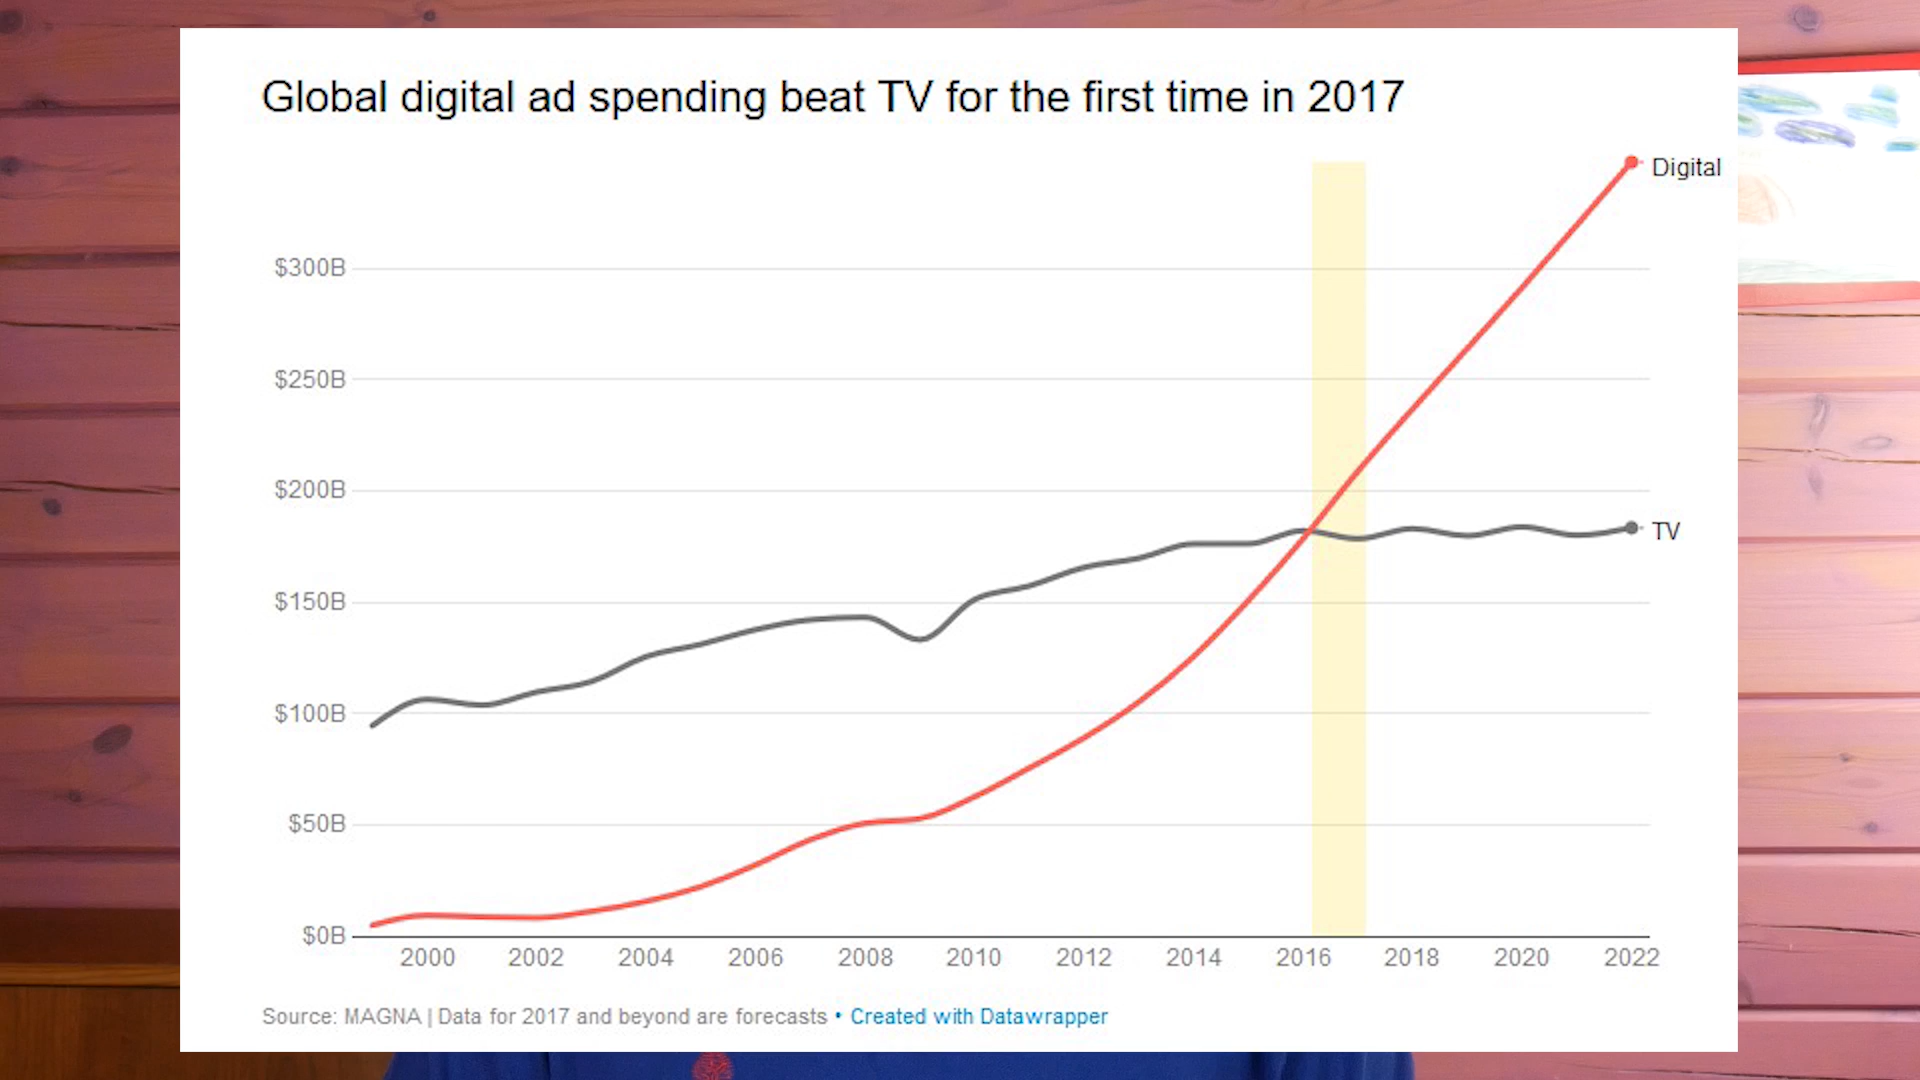 Global digital ad spending beat TV for the first time in 2017
Digital
$300B
$250B
$200B
TV
$150B
$100B
$50B
$0B
2000 2002 2004 2006 2008 2010 2012 2014 2016 2018 2020 2022
Source: MAGNA | Data for 2017 and beyond are forecasts • Created with Datawrapper